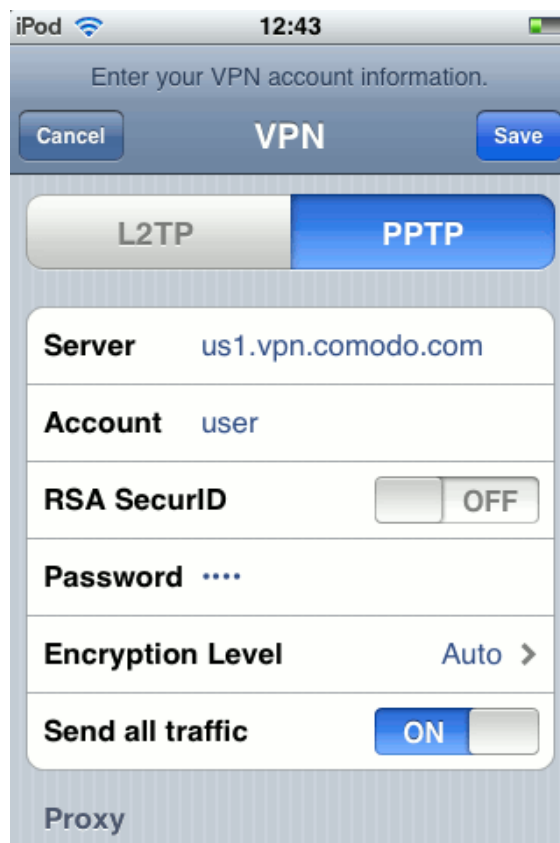 iPod 12:43
Enter your VPN account information.
Cancel VPN Save
L2TP PPTP
Server us1.vpn.comodo.com
Account user
RSA SecurID OFF
Password ••••
Encryption Level Auto
Send all traffic ON
Proxy